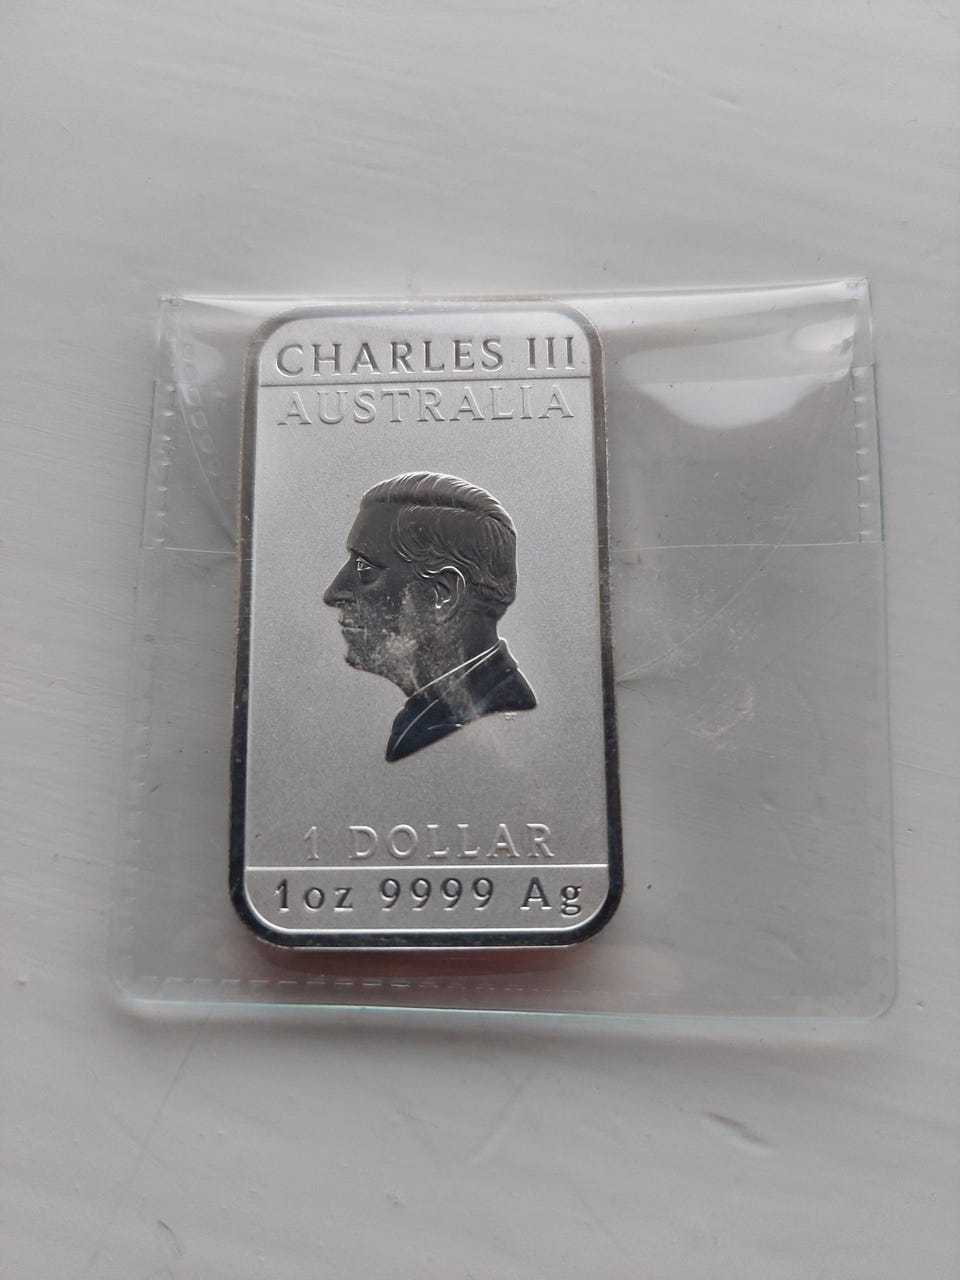 CHARLES III
AUSTRALIA
1 DOLLAR
1oz 9999 Ag